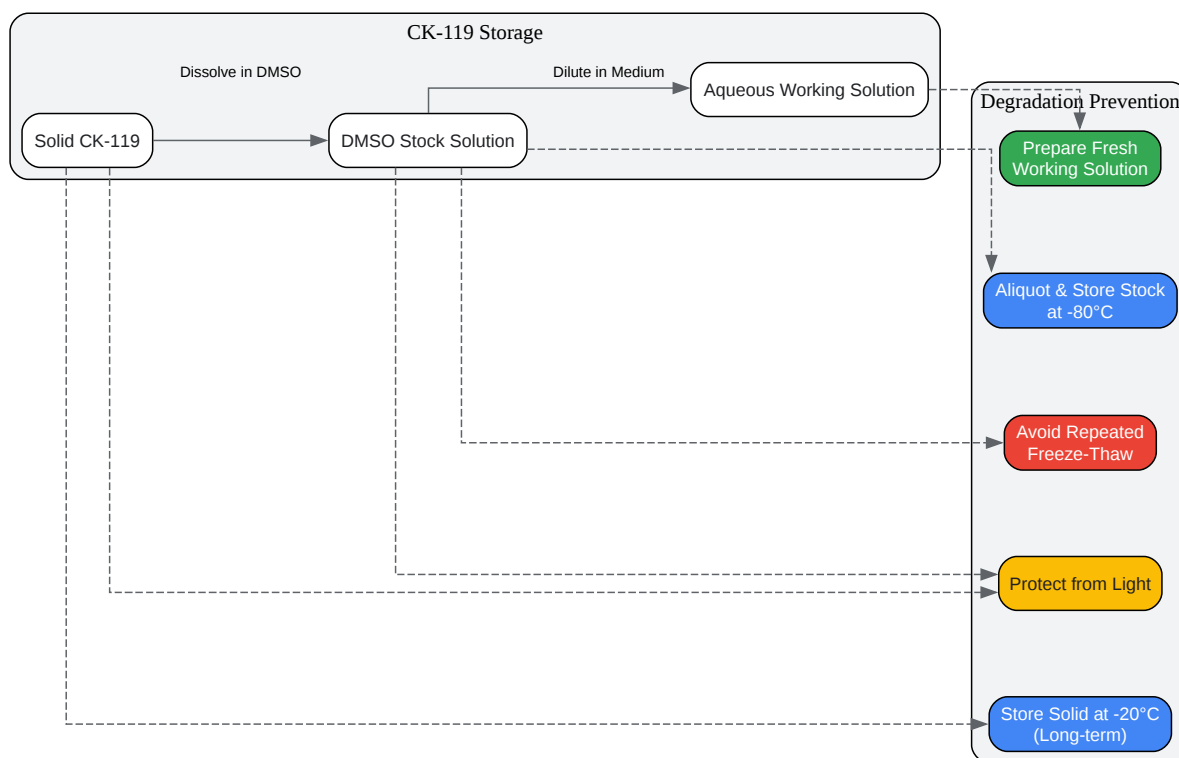 CK-119 Storage
Dissolve in DMSO
Dilute in Medium
Aqueous Working Solution
Solid CK-119
DMSO Stock Solution
Degradation Prevention
Prepare Fresh
Working Solution
Aliquot & Store Stock
at -80°C
Avoid Repeated
Freeze-Thaw
Protect from Light
Store Solid at -20°C
(Long-term)